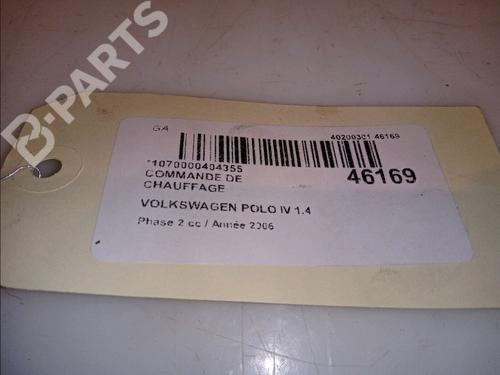 B-PARTS
GA
40200301 46169
*1070000404355
46169
COMMANDE DE
CHAUFFAGE
VOLKSWAGEN POLO IV 1.4
Phase 2 cc / Année 2006